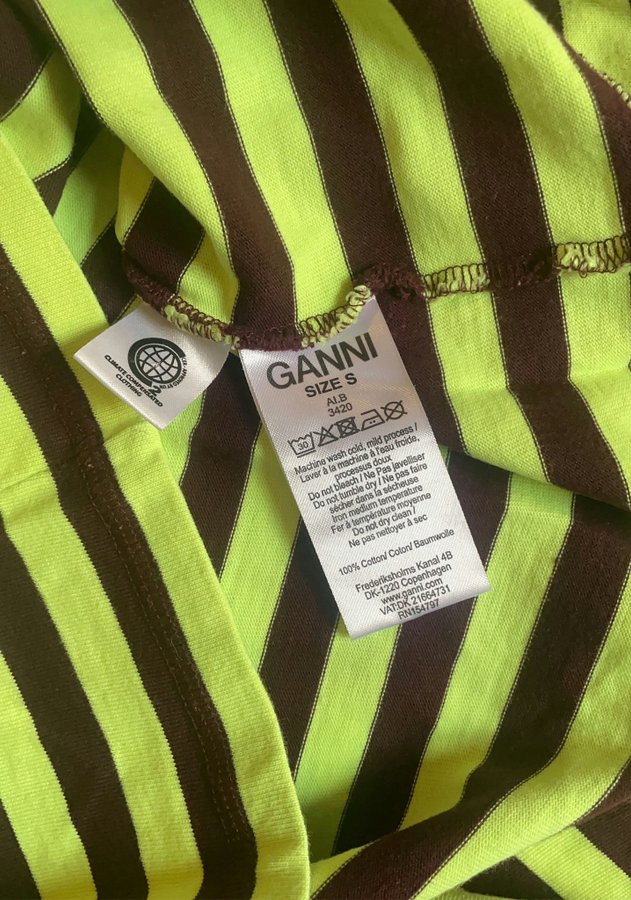 CLIMATE COMPENSATED
CLOTHING
GANNI
SIZE S
AI.B
3420
30
Machine wash cold, mild process /
Laver à la machine à l'eau froide,
processus doux
Do not bleach / Ne Pas javelliser
Do not tumble dry / Ne pas faire
sécher dans la sécheuse
Iron medium temperature
Fer à température moyenne
Do not dry clean /
Ne pas nettoyer à sec
100% Cotton/ Coton/ Baumwolle
Frederiksholms Kanal 4B
DK-1220 Copenhagen
www.ganni.com
VAT:DK 21664731
RN154797